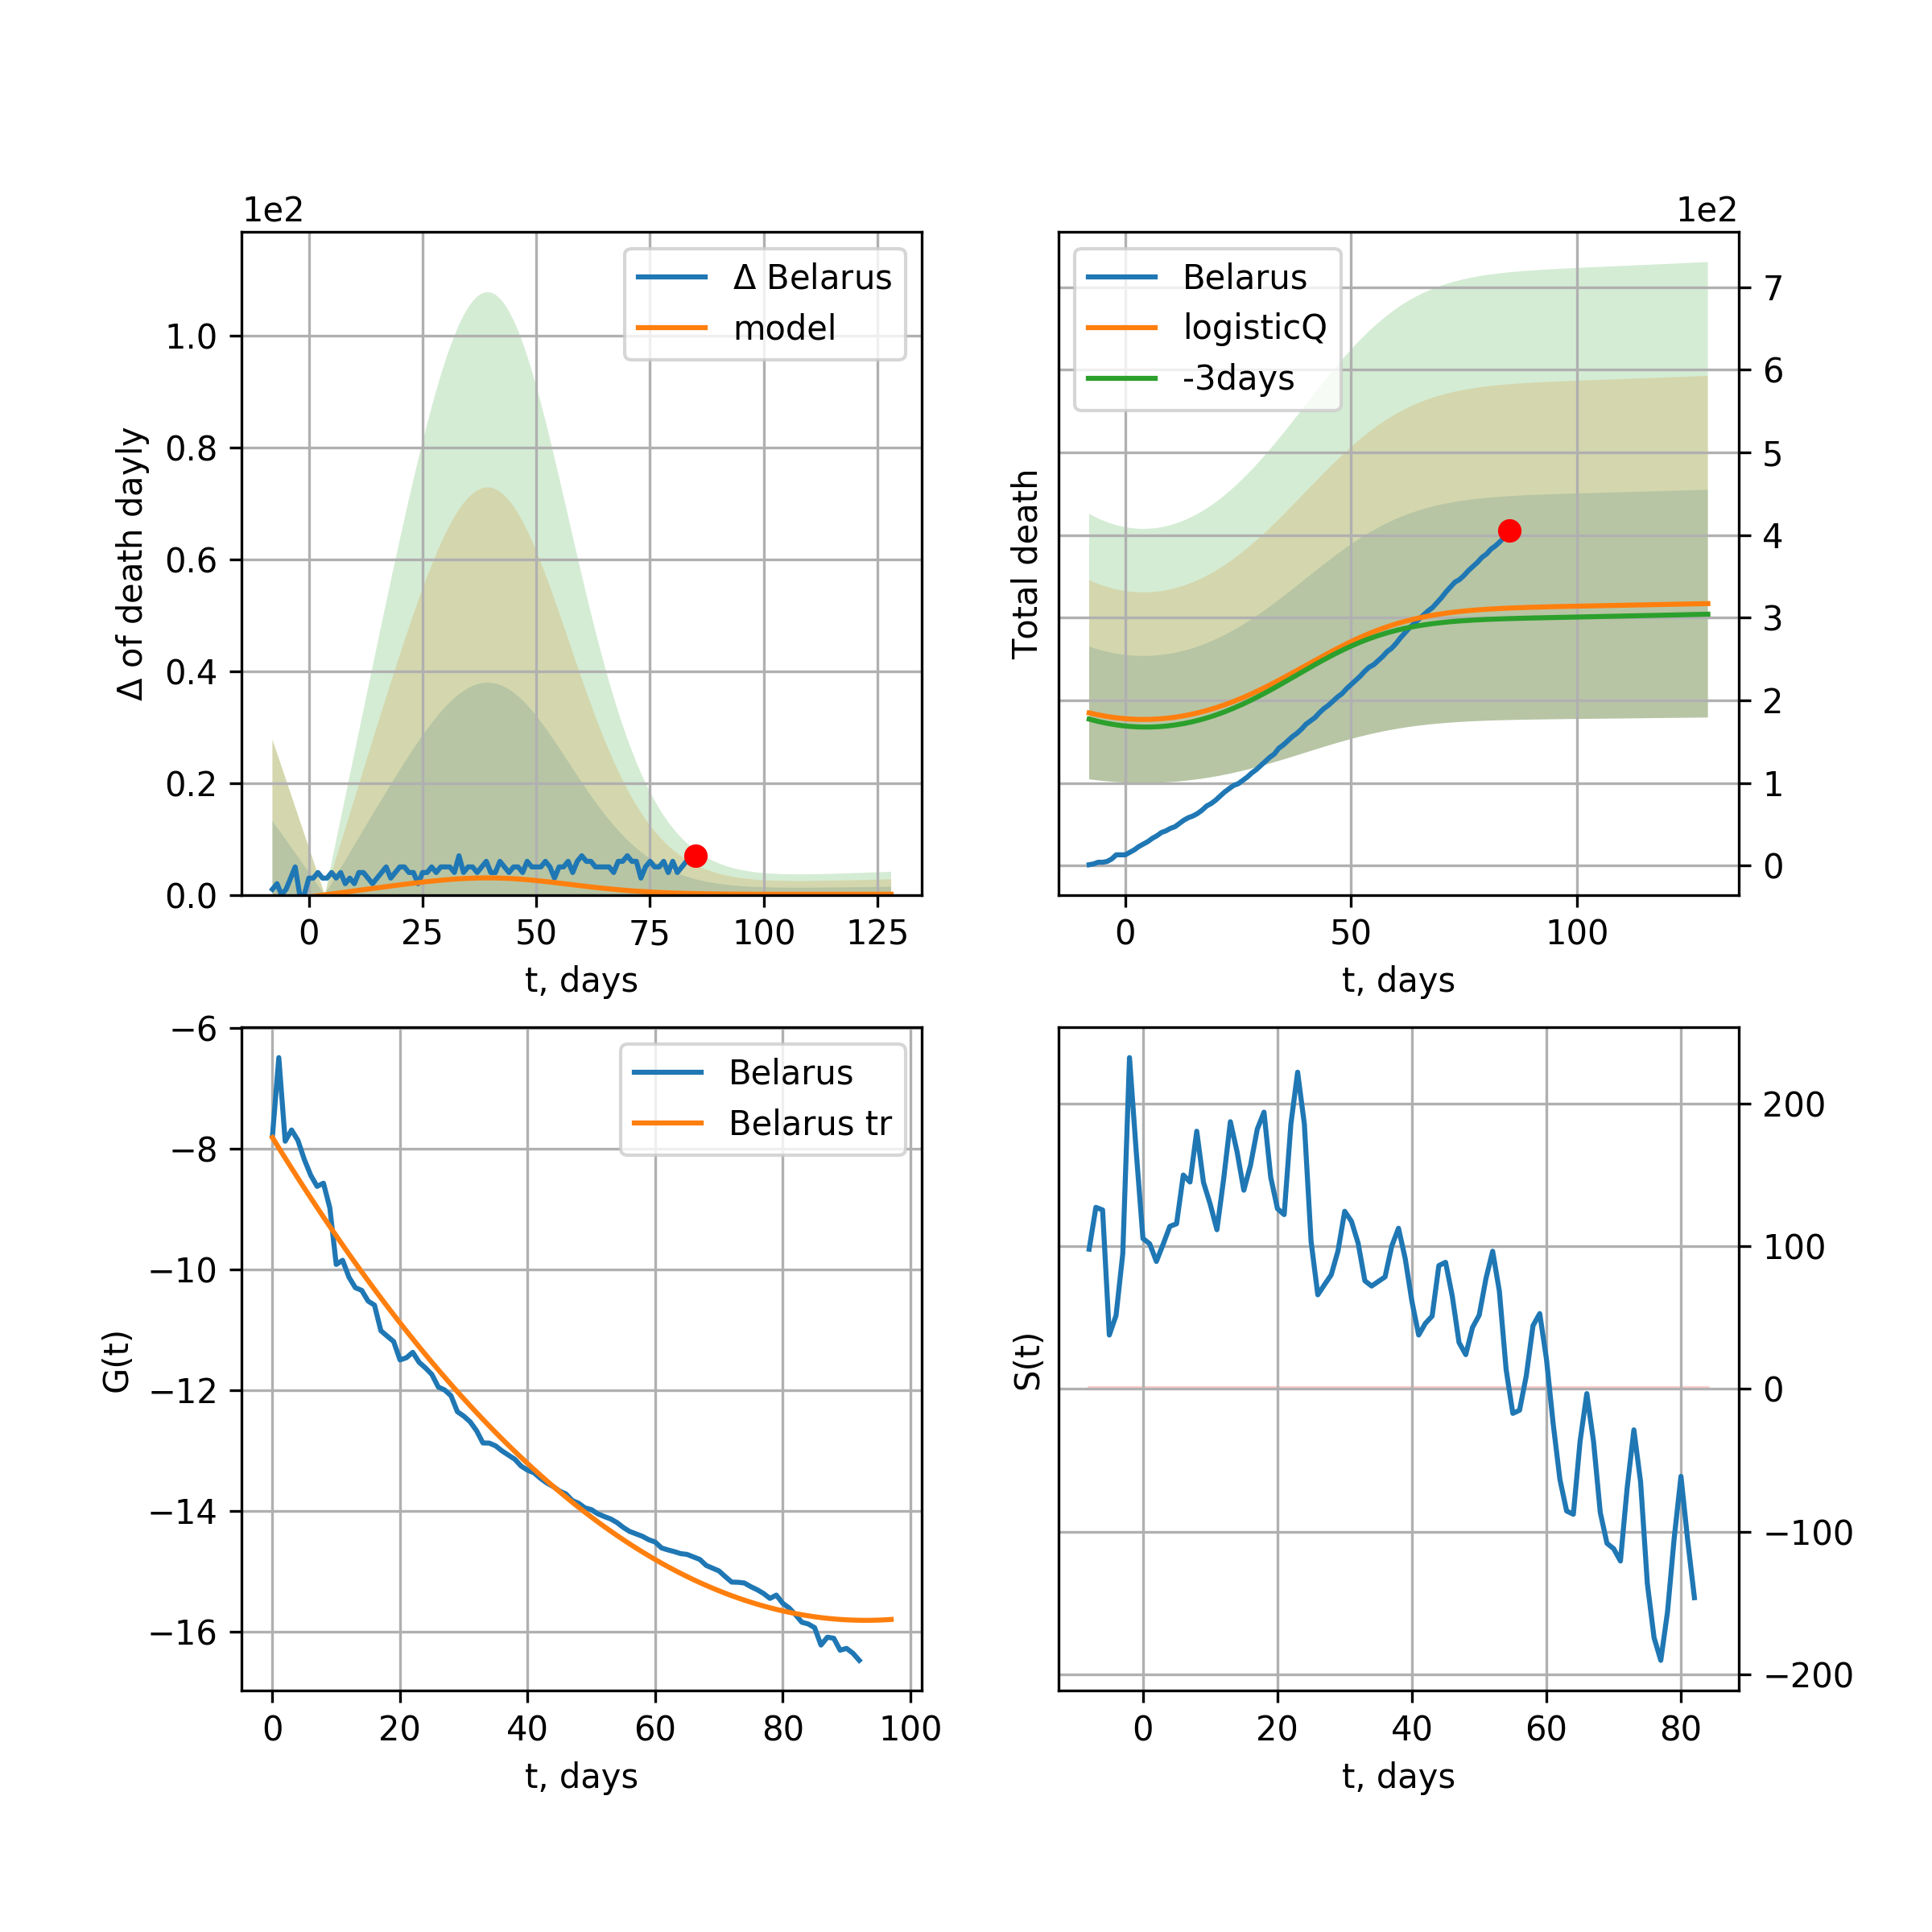 1e2
Δ Belarus
model
1.0
0.8
0.6
0.4
0.2
0.0
Δ of death dayly
0 25 50 75 100 125
t, days
1e2
Belarus
logisticQ
-3days
7
6
5
4
3
2
1
0
Total death
0 50 100
t, days
Belarus
Belarus tr
−6
−8
−10
−12
−14
−16
G(t)
0 20 40 60 80 100
t, days
200
100
0
−100
−200
S(t)
0 20 40 60 80
t, days